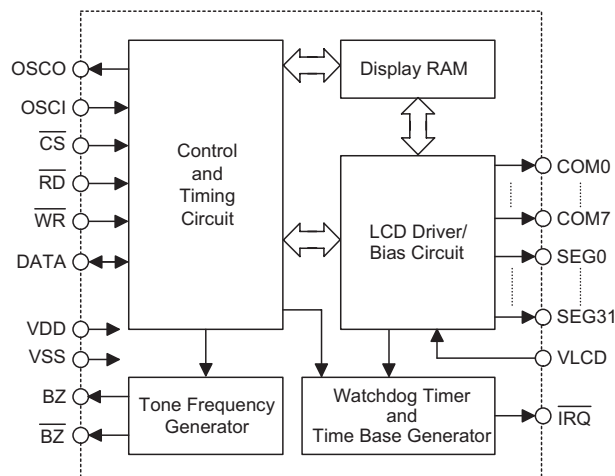 OSCO
OSCI
CS
RD
WR
DATA
VDD
VSS
BZ
BZ
Control
and
Timing
Circuit
Display RAM
LCD Driver/
Bias Circuit
Tone Frequency
Generator
Watchdog Timer
and
Time Base Generator
COM0
COM7
SEG0
SEG31
VLCD
IRQ